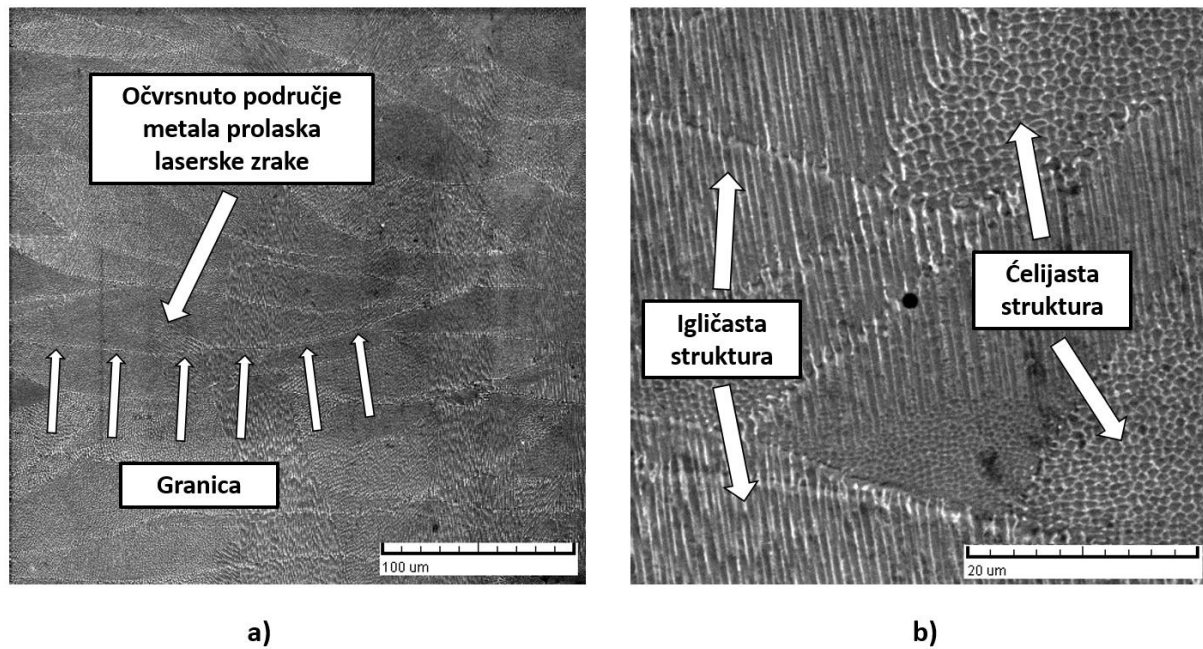 Očvrsnuto područje
metala prolaska
laserske zrake
Granica
100 um
a)
Igličasta
struktura
Ćelijasta
struktura
20 um
b)